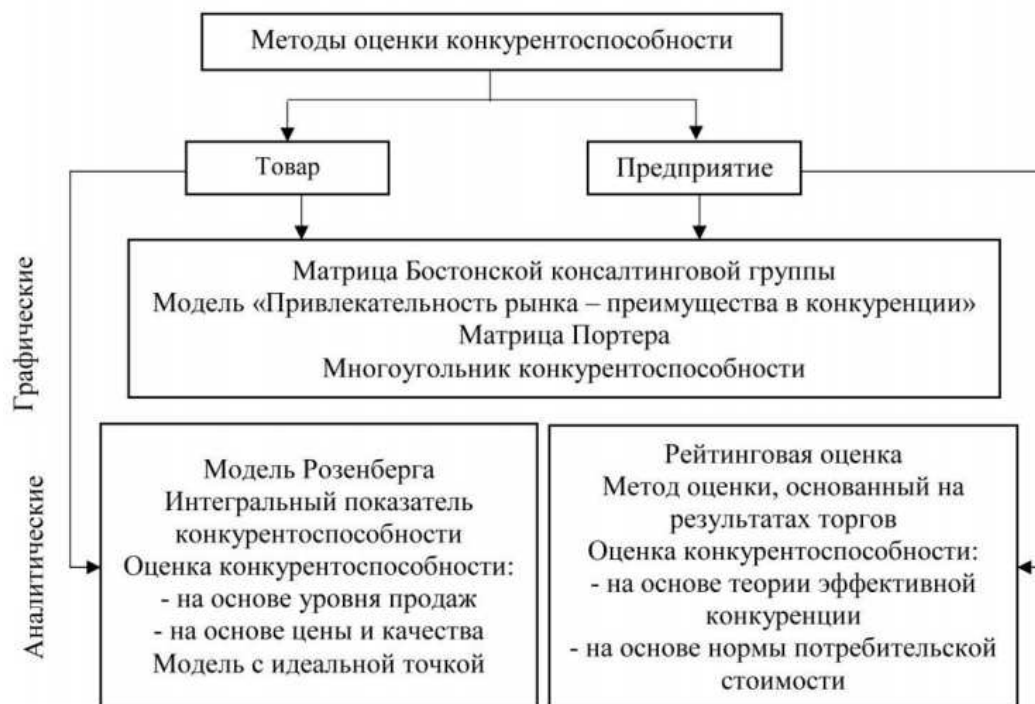 Методы оценки конкурентоспособности
Товар
Предприятие
Графические
Матрица Бостонской консалтинговой группы
Модель «Привлекательность рынка – преимущества в конкуренции»
Матрица Портера
Многоугольник конкурентоспособности
Аналитические
Модель Розенберга
Интегральный показатель
конкурентоспособности
Оценка конкурентоспособности:
- на основе уровня продаж
- на основе цены и качества
Модель с идеальной точкой
Рейтинговая оценка
Метод оценки, основанный на
результатах торгов
Оценка конкурентоспособности:
- на основе теории эффективной
конкуренции
- на основе нормы потребительской
стоимости